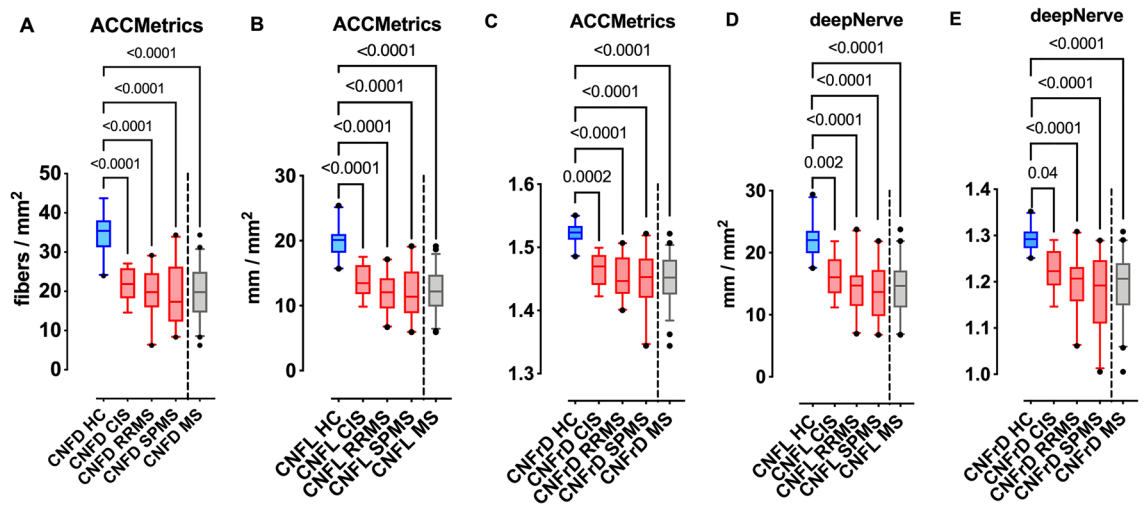 A
ACCMetrics
<0.0001
<0.0001
<0.0001
<0.0001
fibers / mm²
50
40
30
20
10
0
CNFD HC
CNFD CIS
CNFD RRMS
CNFD SPMS
CNFD MS
B
ACCMetrics
<0.0001
<0.0001
<0.0001
<0.0001
mm / mm²
30
20
10
0
CNFL HC
CNFL CIS
CNFL RRMS
CNFL SPMS
CNFL MS
C
ACCMetrics
<0.0001
<0.0001
<0.0001
0.0002
1.6
1.5
1.4
1.3
CNFrD HC
CNFrD CIS
CNFrD RRMS
CNFrD SPMS
CNFrD MS
D
deepNerve
<0.0001
<0.0001
<0.0001
0.002
mm / mm²
30
20
10
0
CNFL HC
CNFL CIS
CNFL RRMS
CNFL SPMS
CNFL MS
E
deepNerve
<0.0001
<0.0001
<0.0001
0.04
1.4
1.3
1.2
1.1
1.0
CNFrD HC
CNFrD CIS
CNFrD RRMS
CNFrD SPMS
CNFrD MS